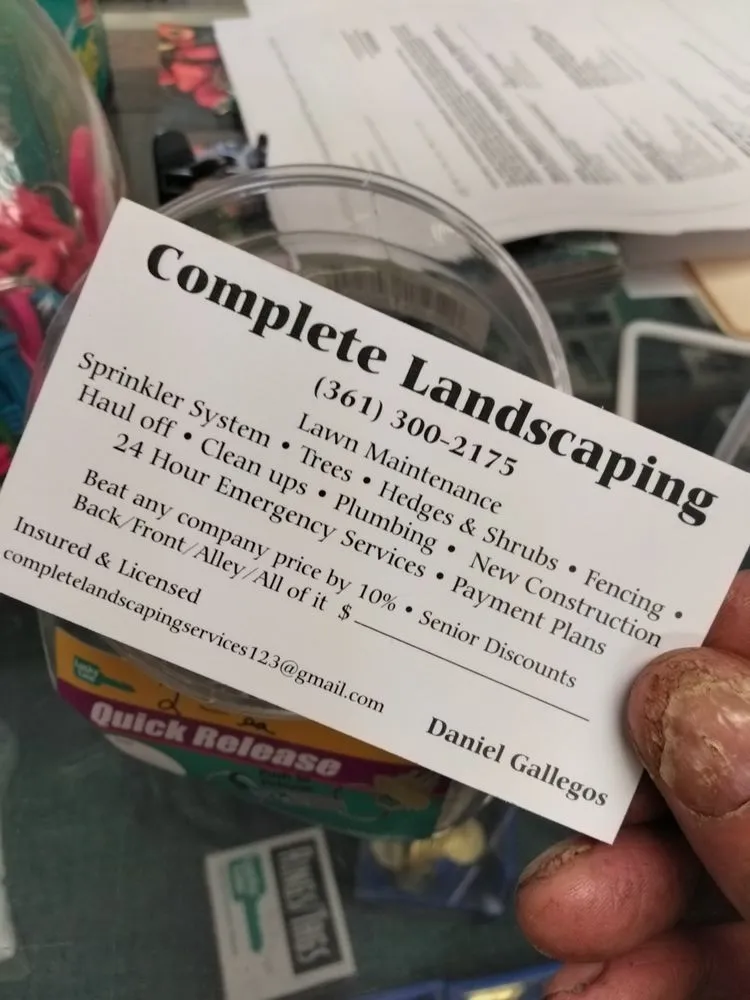 Complete Landscaping
(361) 300-2175
Lawn Maintenance
Sprinkler System • Trees • Hedges & Shrubs • Fencing •
Haul off • Clean ups • Plumbing • New Construction
24 Hour Emergency Services • Payment Plans
Beat any company price by 10% • Senior Discounts
Back/Front/Alley/All of it $
Insured & Licensed
completelandscapingservices123@gmail.com
Daniel Gallegos
Quick Release